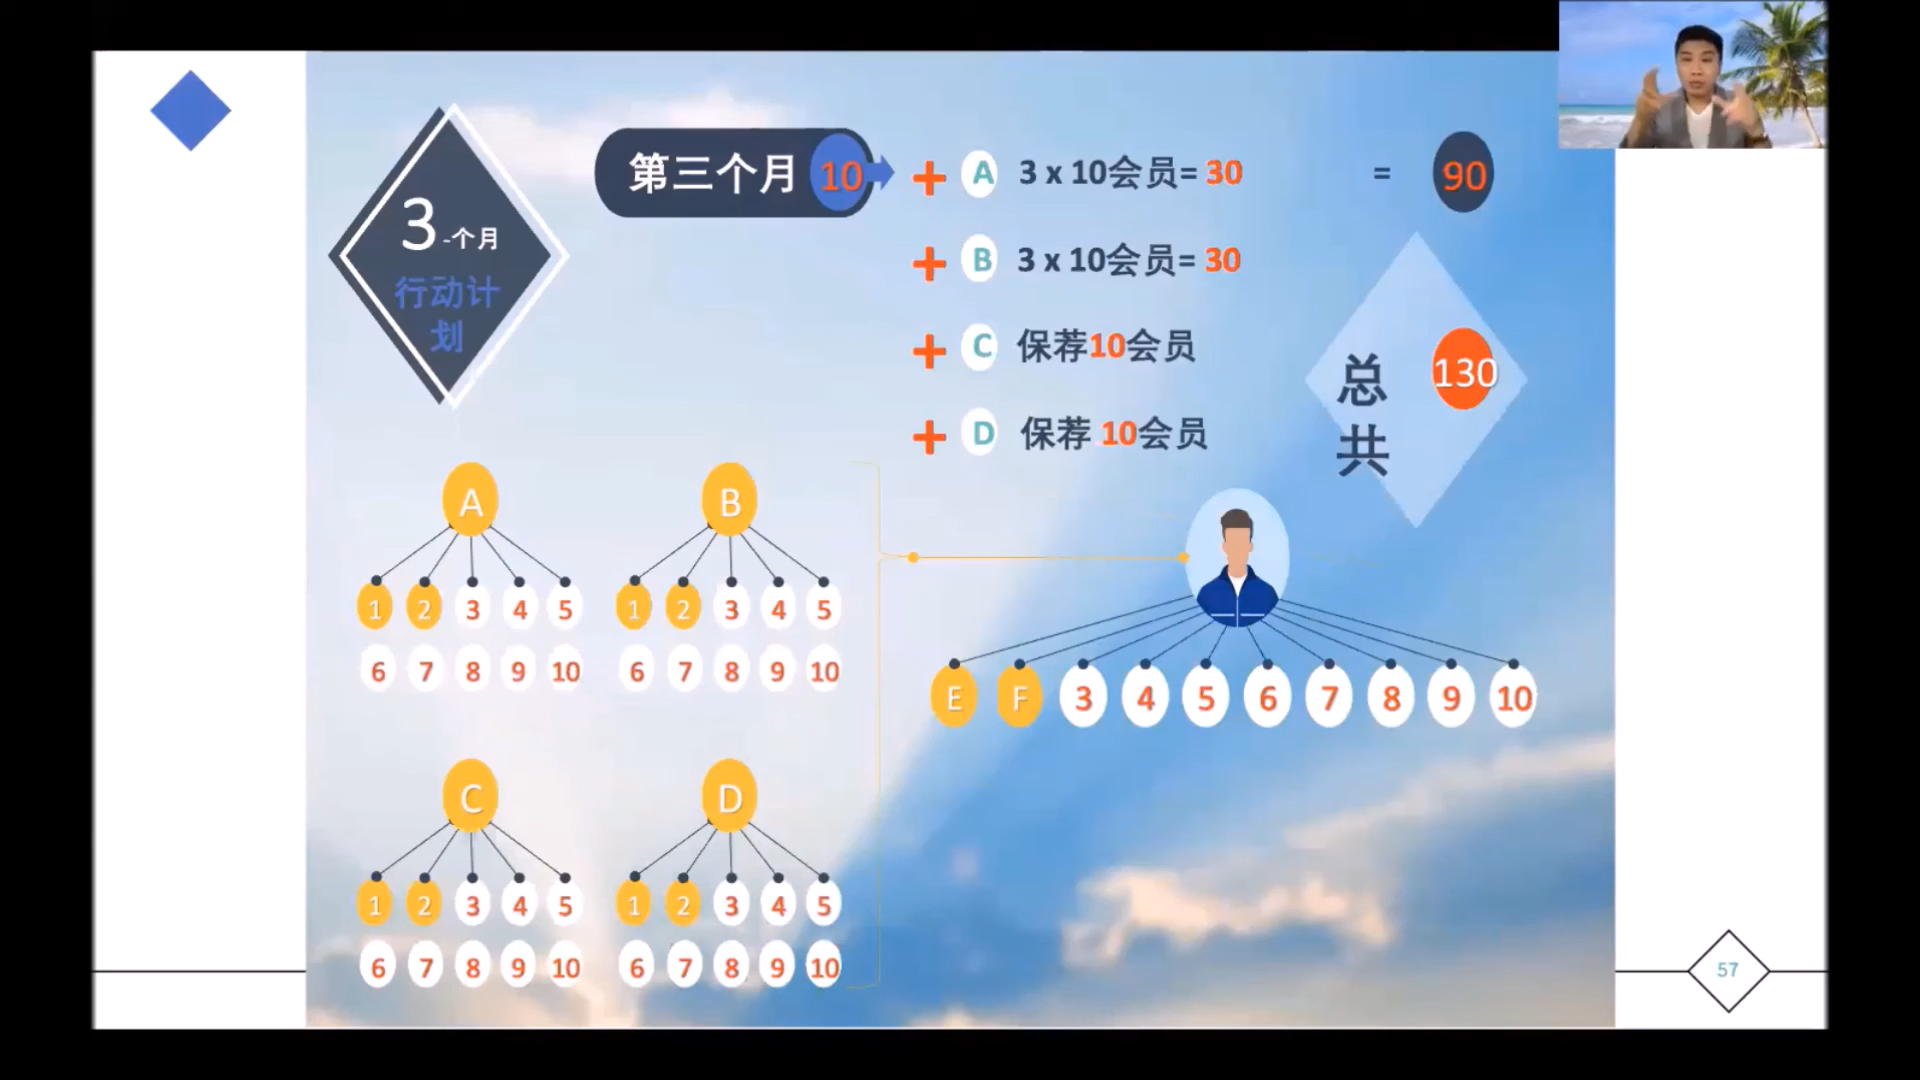 3-个月
行动计
划
第三个月 10
+ A 3 x 10会员= 30 = 90
+ B 3 x 10会员= 30
+ C 保荐10会员
+ D 保荐 10会员
总
共
130
A
1 2 3 4 5
6 7 8 9 10
B
1 2 3 4 5
6 7 8 9 10
E F 3 4 5 6 7 8 9 10
C
1 2 3 4 5
6 7 8 9 10
D
1 2 3 4 5
6 7 8 9 10
57